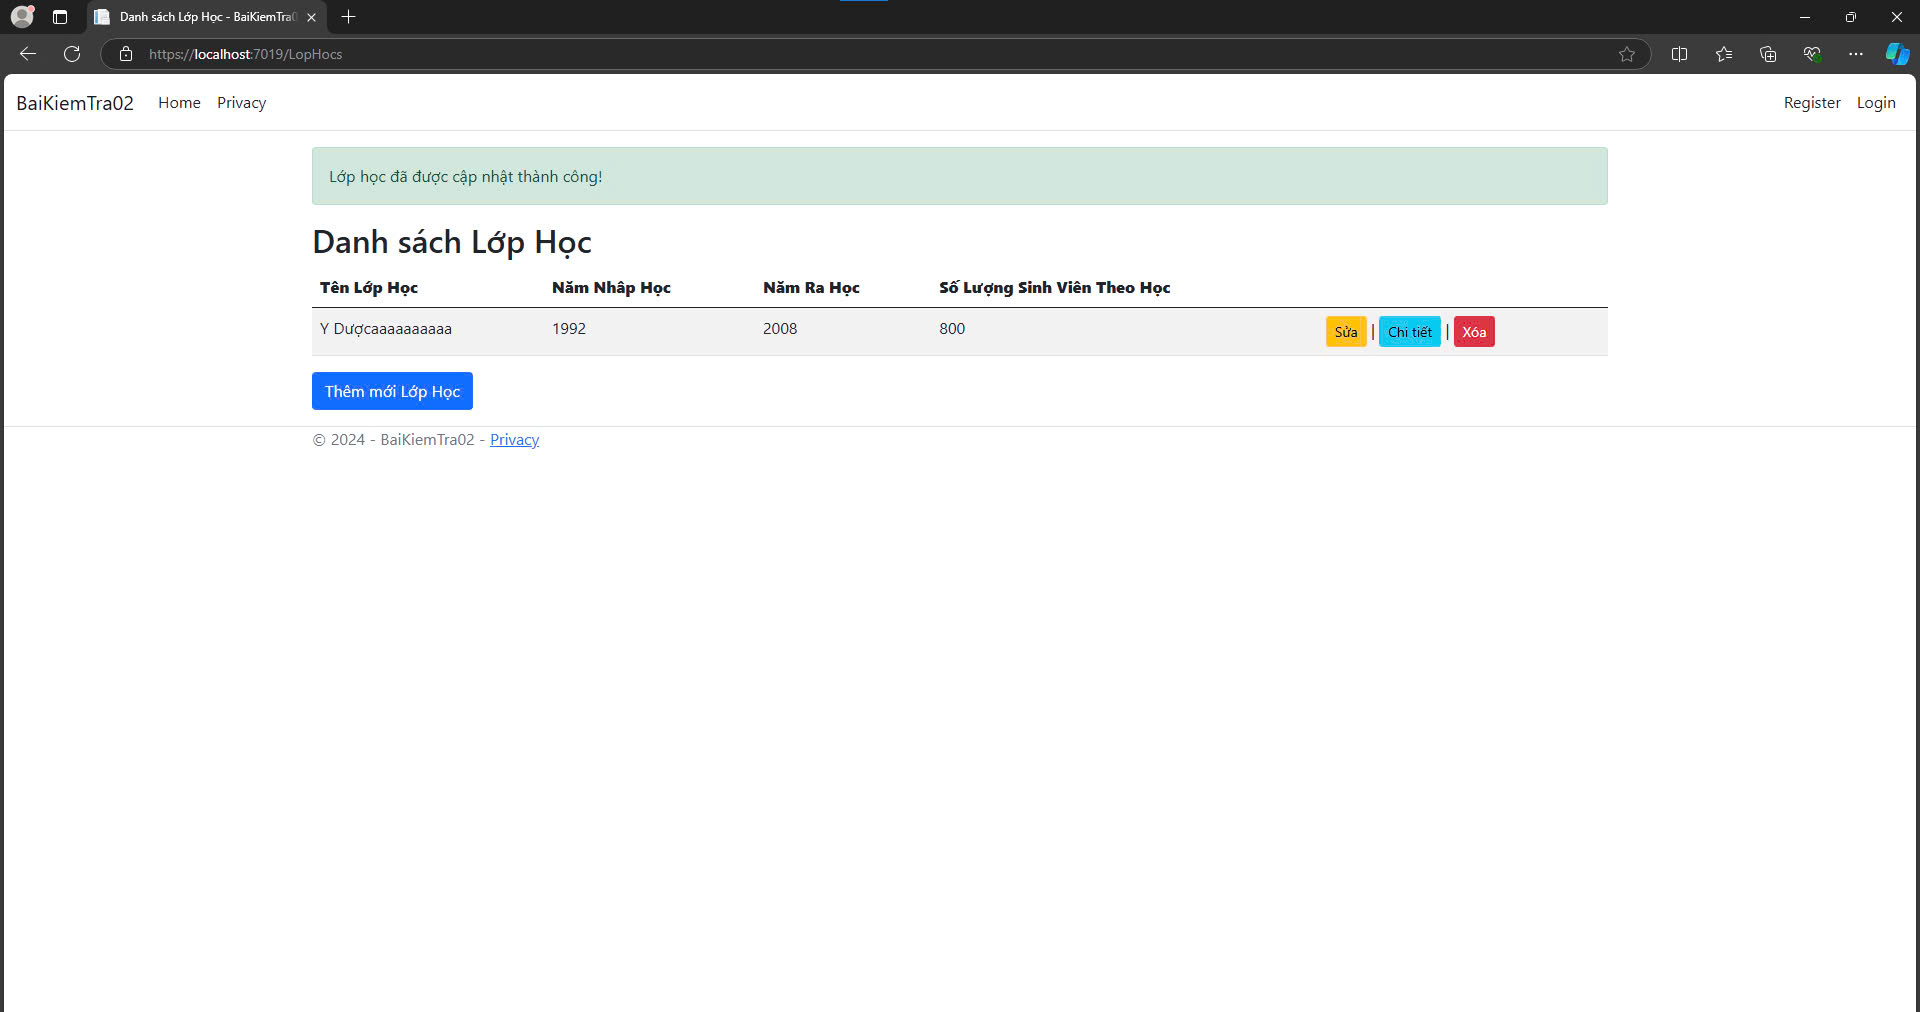 Danh sách Lớp Học - BaiKiemTra0
https://localhost:7019/LopHocs
BaiKiemTra02 Home Privacy Register Login
Lớp học đã được cập nhật thành công!
Danh sách Lớp Học
Tên Lớp Học Năm Nhâp Học Năm Ra Học Số Lượng Sinh Viên Theo Học
Y Dượcaaaaaaaaaa 1992 2008 800 Sửa | Chi tiết | Xóa
Thêm mới Lớp Học
© 2024 - BaiKiemTra02 - Privacy